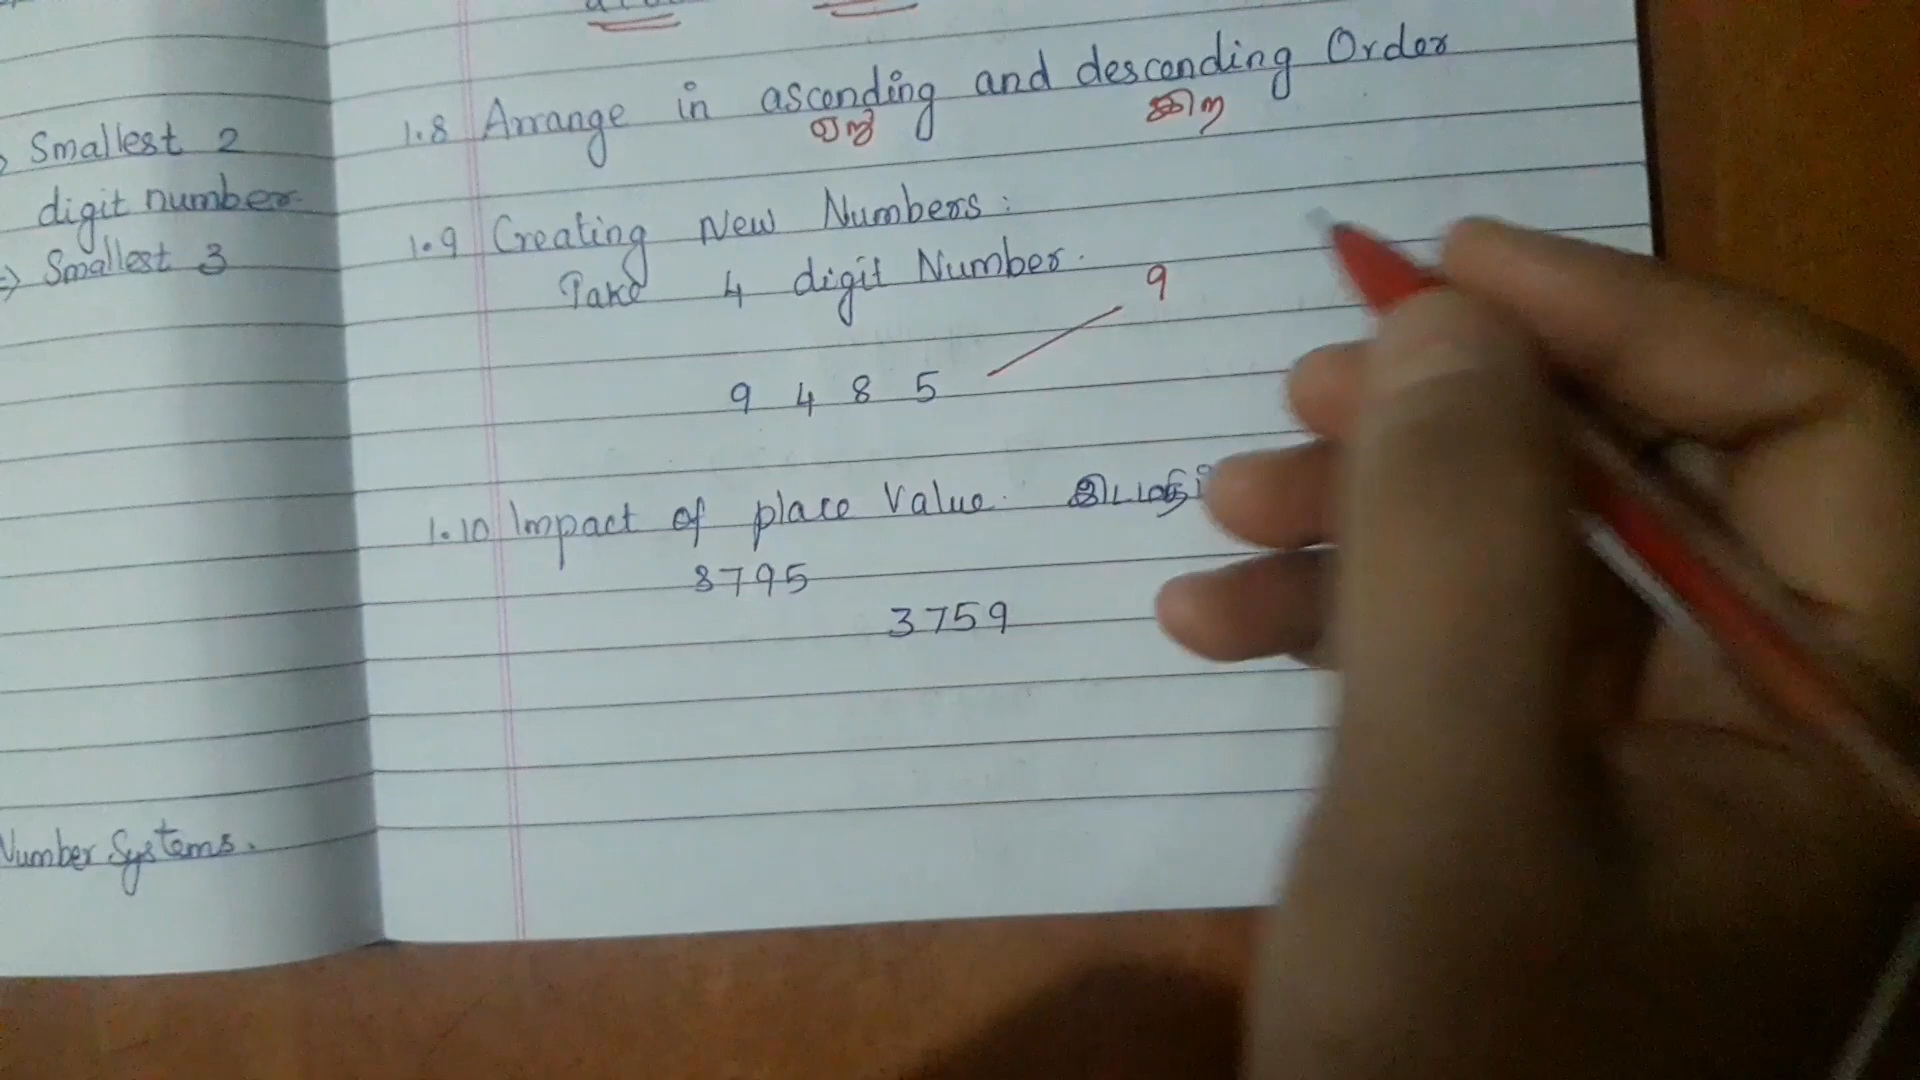 Smallest 2
digit number
=> Smallest 3
Number Systems.
1.8 Arrange in ascending and descending Order
1.9 Creating New Numbers:
Take 4 digit Number.
9
9 4 8 5
1.10 Impact of place Value.
3795
3759